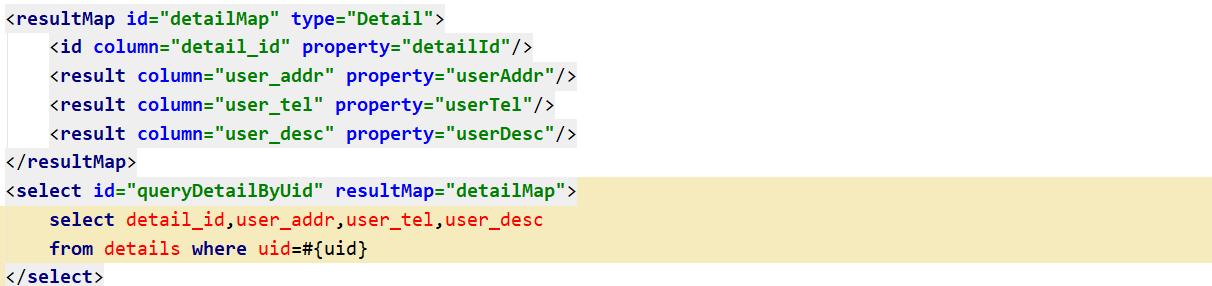 <resultMap id="detailMap" type="Detail">
    <id column="detail_id" property="detailId"/>
    <result column="user_addr" property="userAddr"/>
    <result column="user_tel" property="userTel"/>
    <result column="user_desc" property="userDesc"/>
</resultMap>
<select id="queryDetailByUid" resultMap="detailMap">
    select detail_id,user_addr,user_tel,user_desc
    from details where uid=#{uid}
</select>